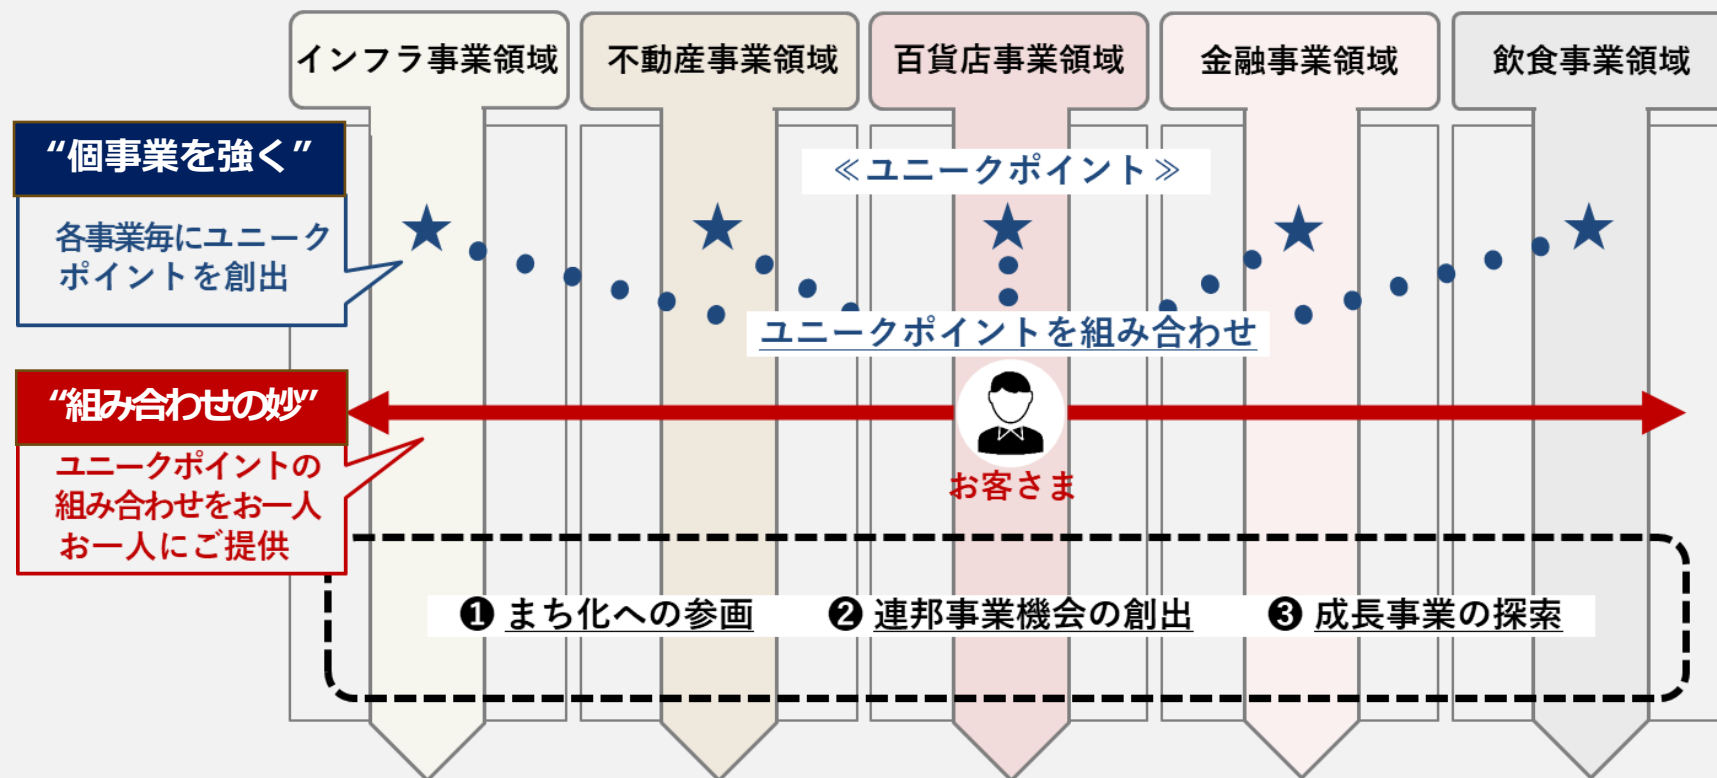 インフラ事業領域
不動産事業領域
百貨店事業領域
金融事業領域
飲食事業領域
“個事業を強く”
各事業毎にユニーク
ポイントを創出
≪ユニークポイント≫
ユニークポイントを組み合わせ
“組み合わせの妙”
ユニークポイントの
組み合わせをお一人
お一人にご提供
お客さま
❶ まち化への参画
❷ 連邦事業機会の創出
❸ 成長事業の探索